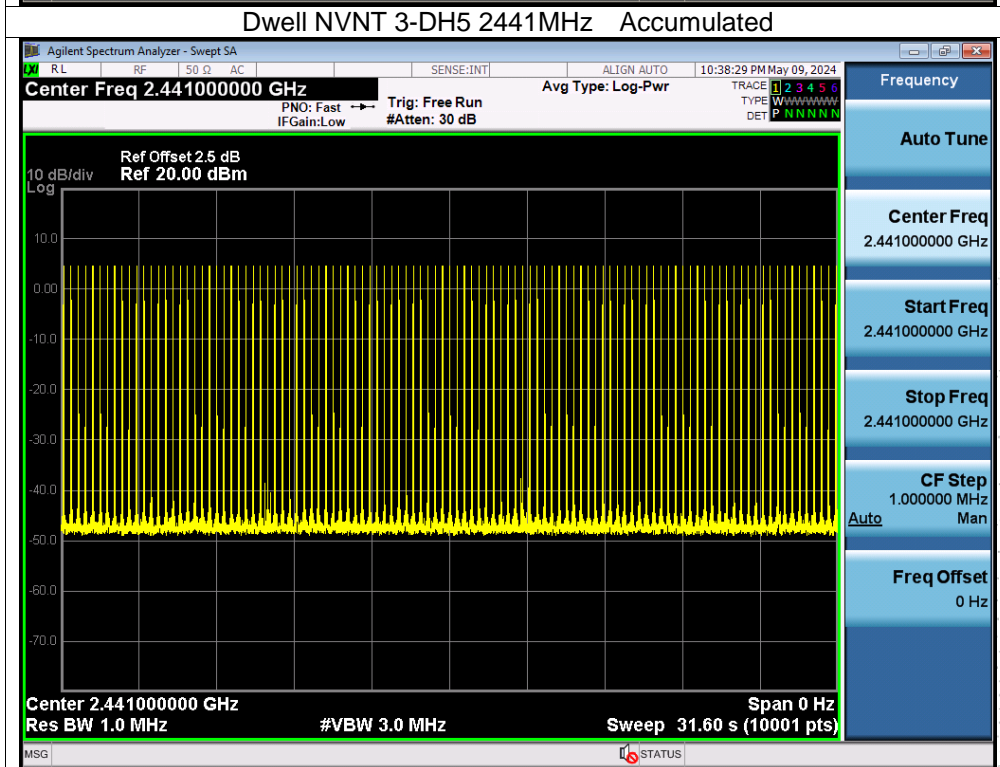 Dwell NVNT 3-DH5 2441MHz Accumulated
Agilent Spectrum Analyzer - Swept SA
LXI RL RF 50 Ω AC SENSE:INT ALIGN AUTO 10:38:29 PM May 09, 2024
Center Freq 2.441000000 GHz
PNO: Fast
IFGain:Low
Trig: Free Run
#Atten: 30 dB
Avg Type: Log-Pwr
TRACE 1 2 3 4 5 6
TYPE WWWWWW
DET P N N N N N
Frequency
Ref Offset 2.5 dB
10 dB/div Ref 20.00 dBm
Log
10.0
0.00
-10.0
-20.0
-30.0
-40.0
-50.0
-60.0
-70.0
Auto Tune
Center Freq
2.441000000 GHz
Start Freq
2.441000000 GHz
Stop Freq
2.441000000 GHz
CF Step
1.000000 MHz
Auto Man
Freq Offset
0 Hz
Center 2.441000000 GHz Span 0 Hz
Res BW 1.0 MHz #VBW 3.0 MHz Sweep 31.60 s (10001 pts)
MSG STATUS